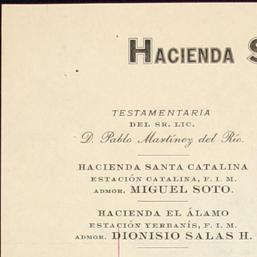 HACIENDA S
TESTAMENTARIA
DEL SR. LIC.
D. Pablo Martínez del Río.
HACIENDA SANTA CATALINA
ESTACIÓN CATALINA, F. I. M.
ADMOR. MIGUEL SOTO.
HACIENDA EL ÁLAMO
ESTACIÓN YERBANÍS, F. I. M.
ADMOR. DIONISIO SALAS H.